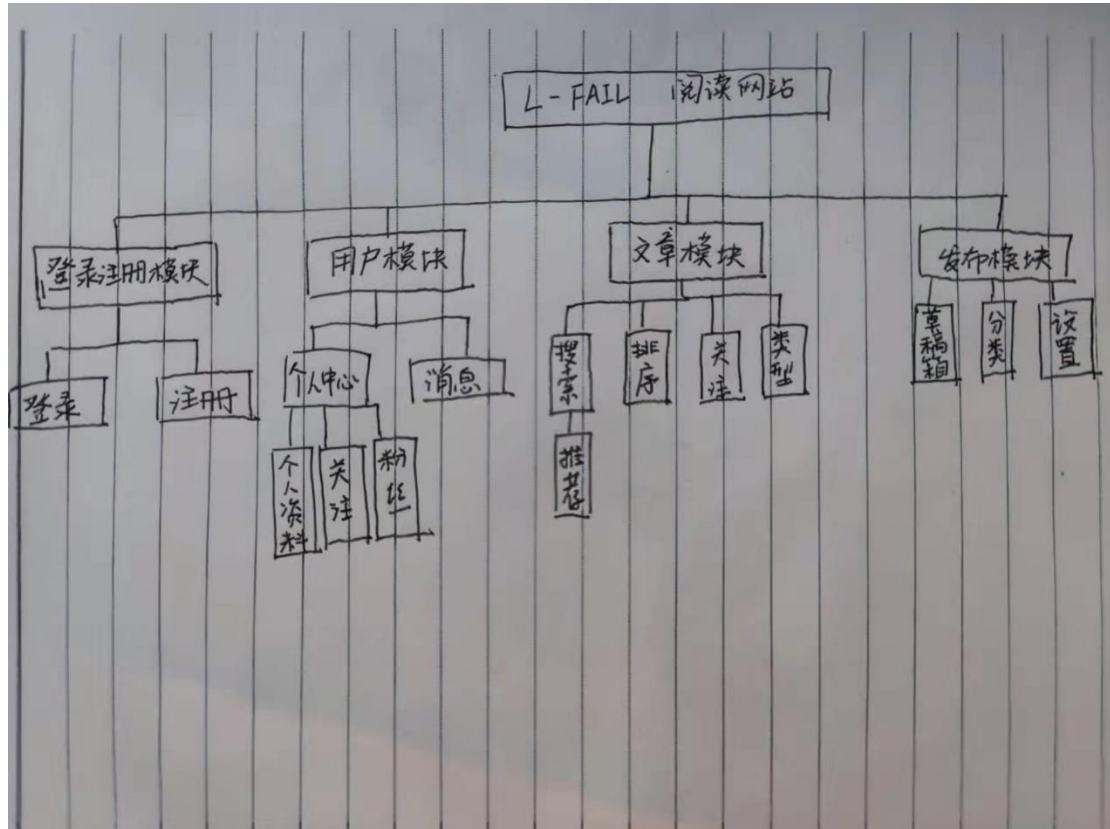 L-FAIL 阅读网站
登录注册模块
用户模块
文章模块
发布模块
登录
注册
个人中心
消息
搜索
排序
关注
类型
草稿箱
分类
设置
个人资料
关注
粉丝
推荐